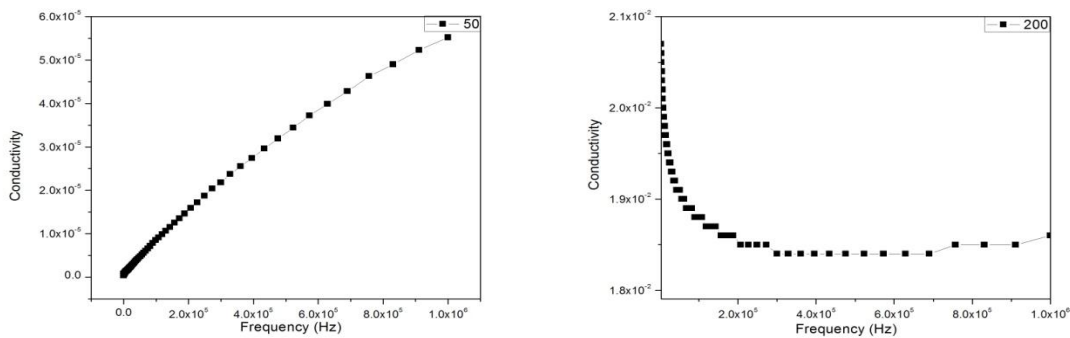 6.0x10⁻⁵
5.0x10⁻⁵
4.0x10⁻⁵
3.0x10⁻⁵
2.0x10⁻⁵
1.0x10⁻⁵
0.0
Conductivity
50
0.0
2.0x10⁵
4.0x10⁵
6.0x10⁵
8.0x10⁵
1.0x10⁶
Frequency (Hz)
2.1x10⁻²
2.0x10⁻²
1.9x10⁻²
1.8x10⁻²
Conductivity
200
2.0x10⁵
4.0x10⁵
6.0x10⁵
8.0x10⁵
1.0x10⁶
Frequency (Hz)